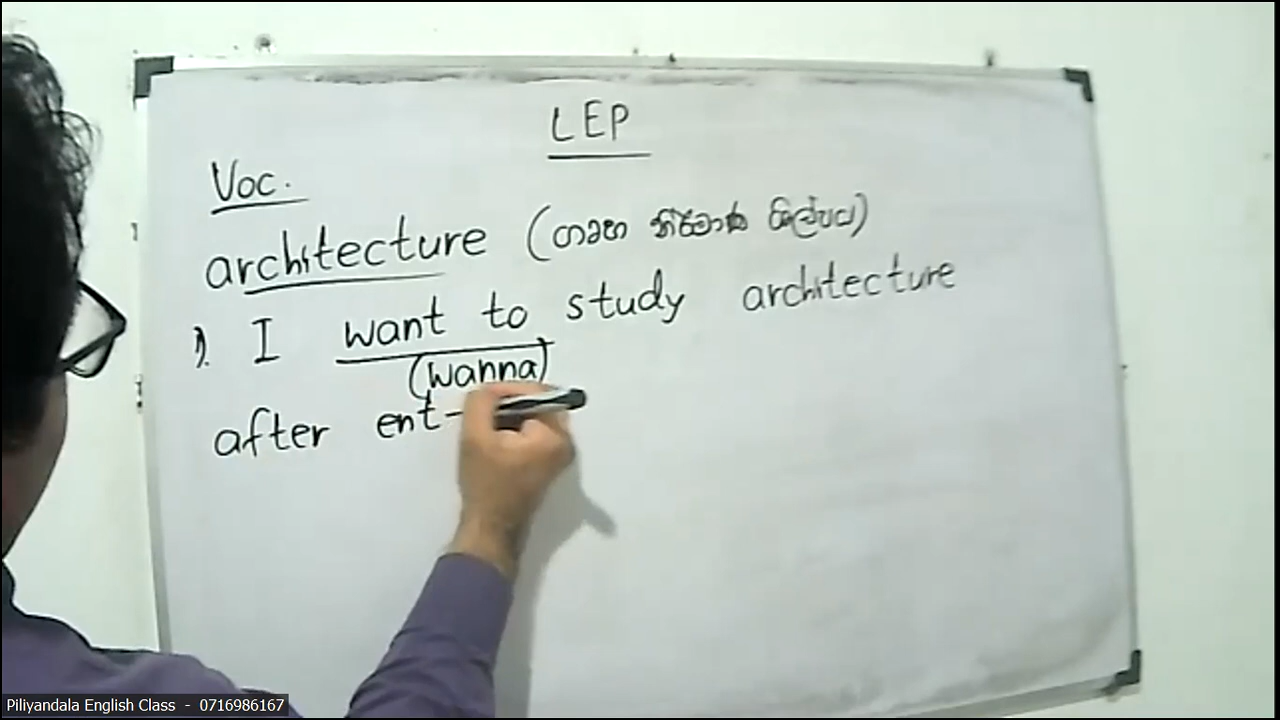 LEP
Voc.
architecture (ගෘහ නිර්මාණ ශිල්පය)
1. I want to study architecture
(wanna)
after ent
Piliyandala English Class - 0716986167